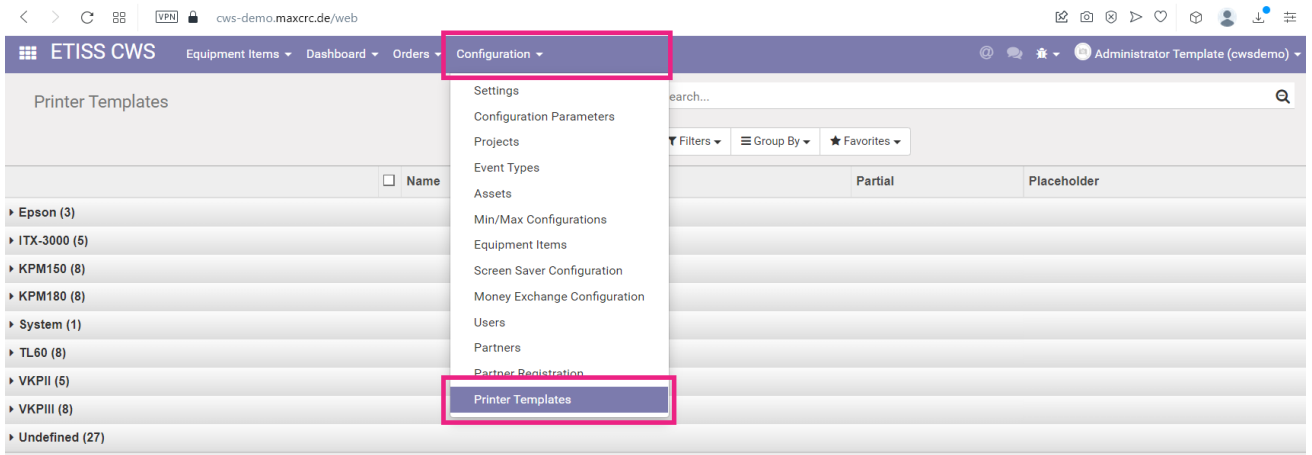 VPN cws-demo.maxcrc.de/web
ETISS CWS Equipment Items Dashboard Orders Configuration @ Administrator Template (cwsdemo)
Printer Templates
earch...
Filters Group By Favorites
Name Partial Placeholder
Epson (3)
ITX-3000 (5)
KPM150 (8)
KPM180 (8)
System (1)
TL60 (8)
VKPII (5)
VKPIII (8)
Undefined (27)
Settings
Configuration Parameters
Projects
Event Types
Assets
Min/Max Configurations
Equipment Items
Screen Saver Configuration
Money Exchange Configuration
Users
Partners
Partner Registration
Printer Templates